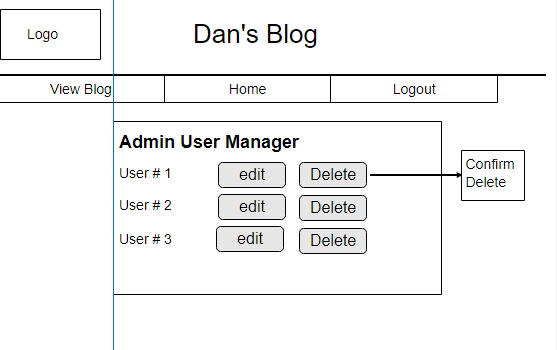 Logo
Dan's Blog
View Blog Home Logout
Admin User Manager
User # 1 edit Delete
Confirm
Delete
User # 2 edit Delete
User # 3 edit Delete